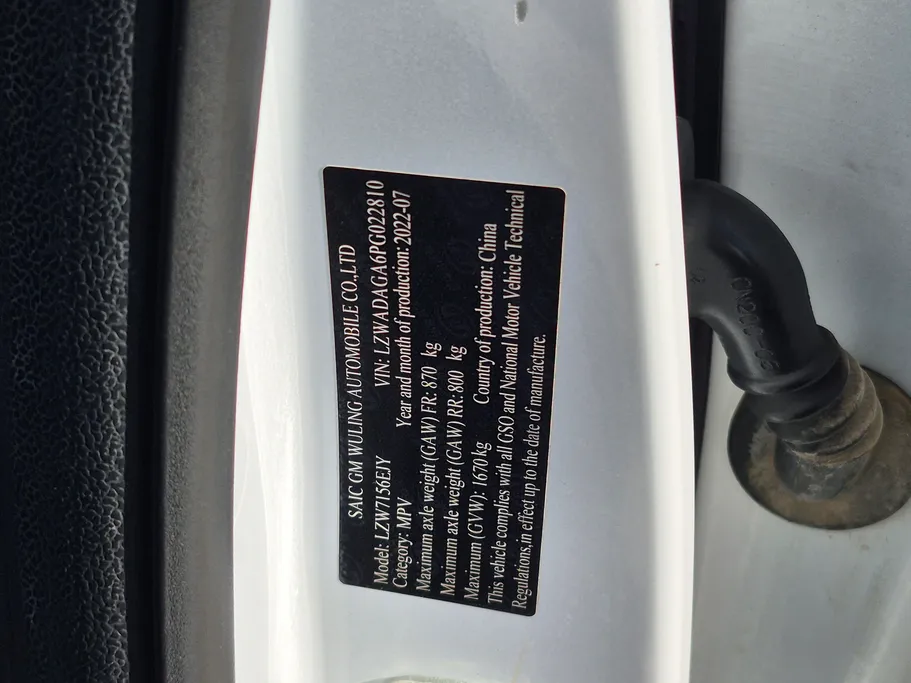 SAIC GM WULING AUTOMOBILE CO.,LTD
Model: LZW7156EJY VIN: LZWADAGA6PG022810
Category: MPV Year and month of production: 2022-07
Maximum axle weight (GAW) FR: 870 kg
Maximum axle weight (GAW) RR: 800 kg
Maximum (GVW): 1670 kg Country of production: China
This vehicle complies with all GSO and National Motor Vehicle Technical
Regulations,in effect up to the date of manufacture.